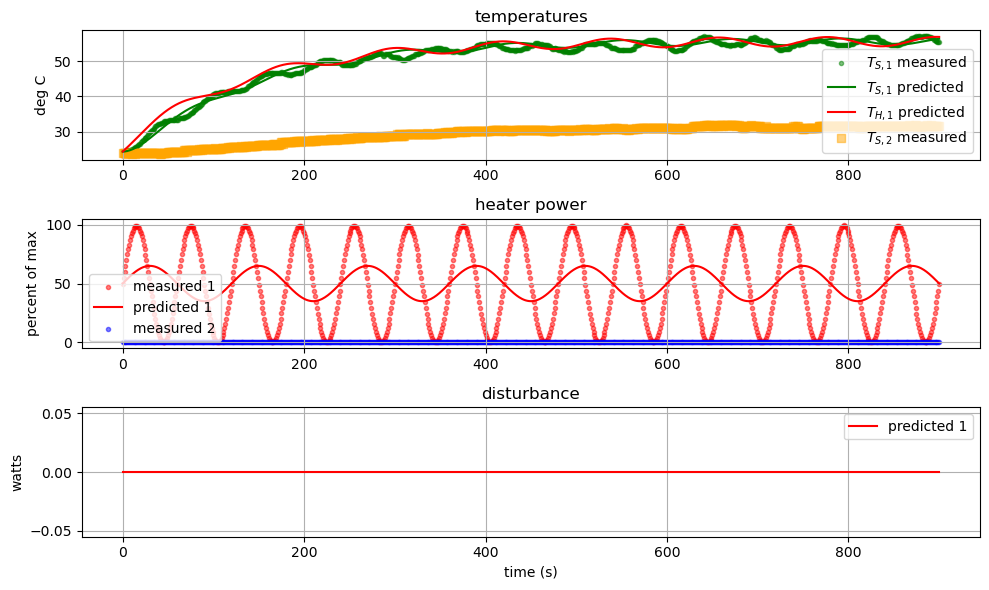 temperatures
deg C
50
40
30
0
200
400
600
800
T_{S,1} measured
T_{S,1} predicted
T_{H,1} predicted
T_{S,2} measured
heater power
percent of max
100
50
0
0
200
400
600
800
measured 1
predicted 1
measured 2
disturbance
watts
0.05
0.00
−0.05
0
200
400
600
800
predicted 1
time (s)